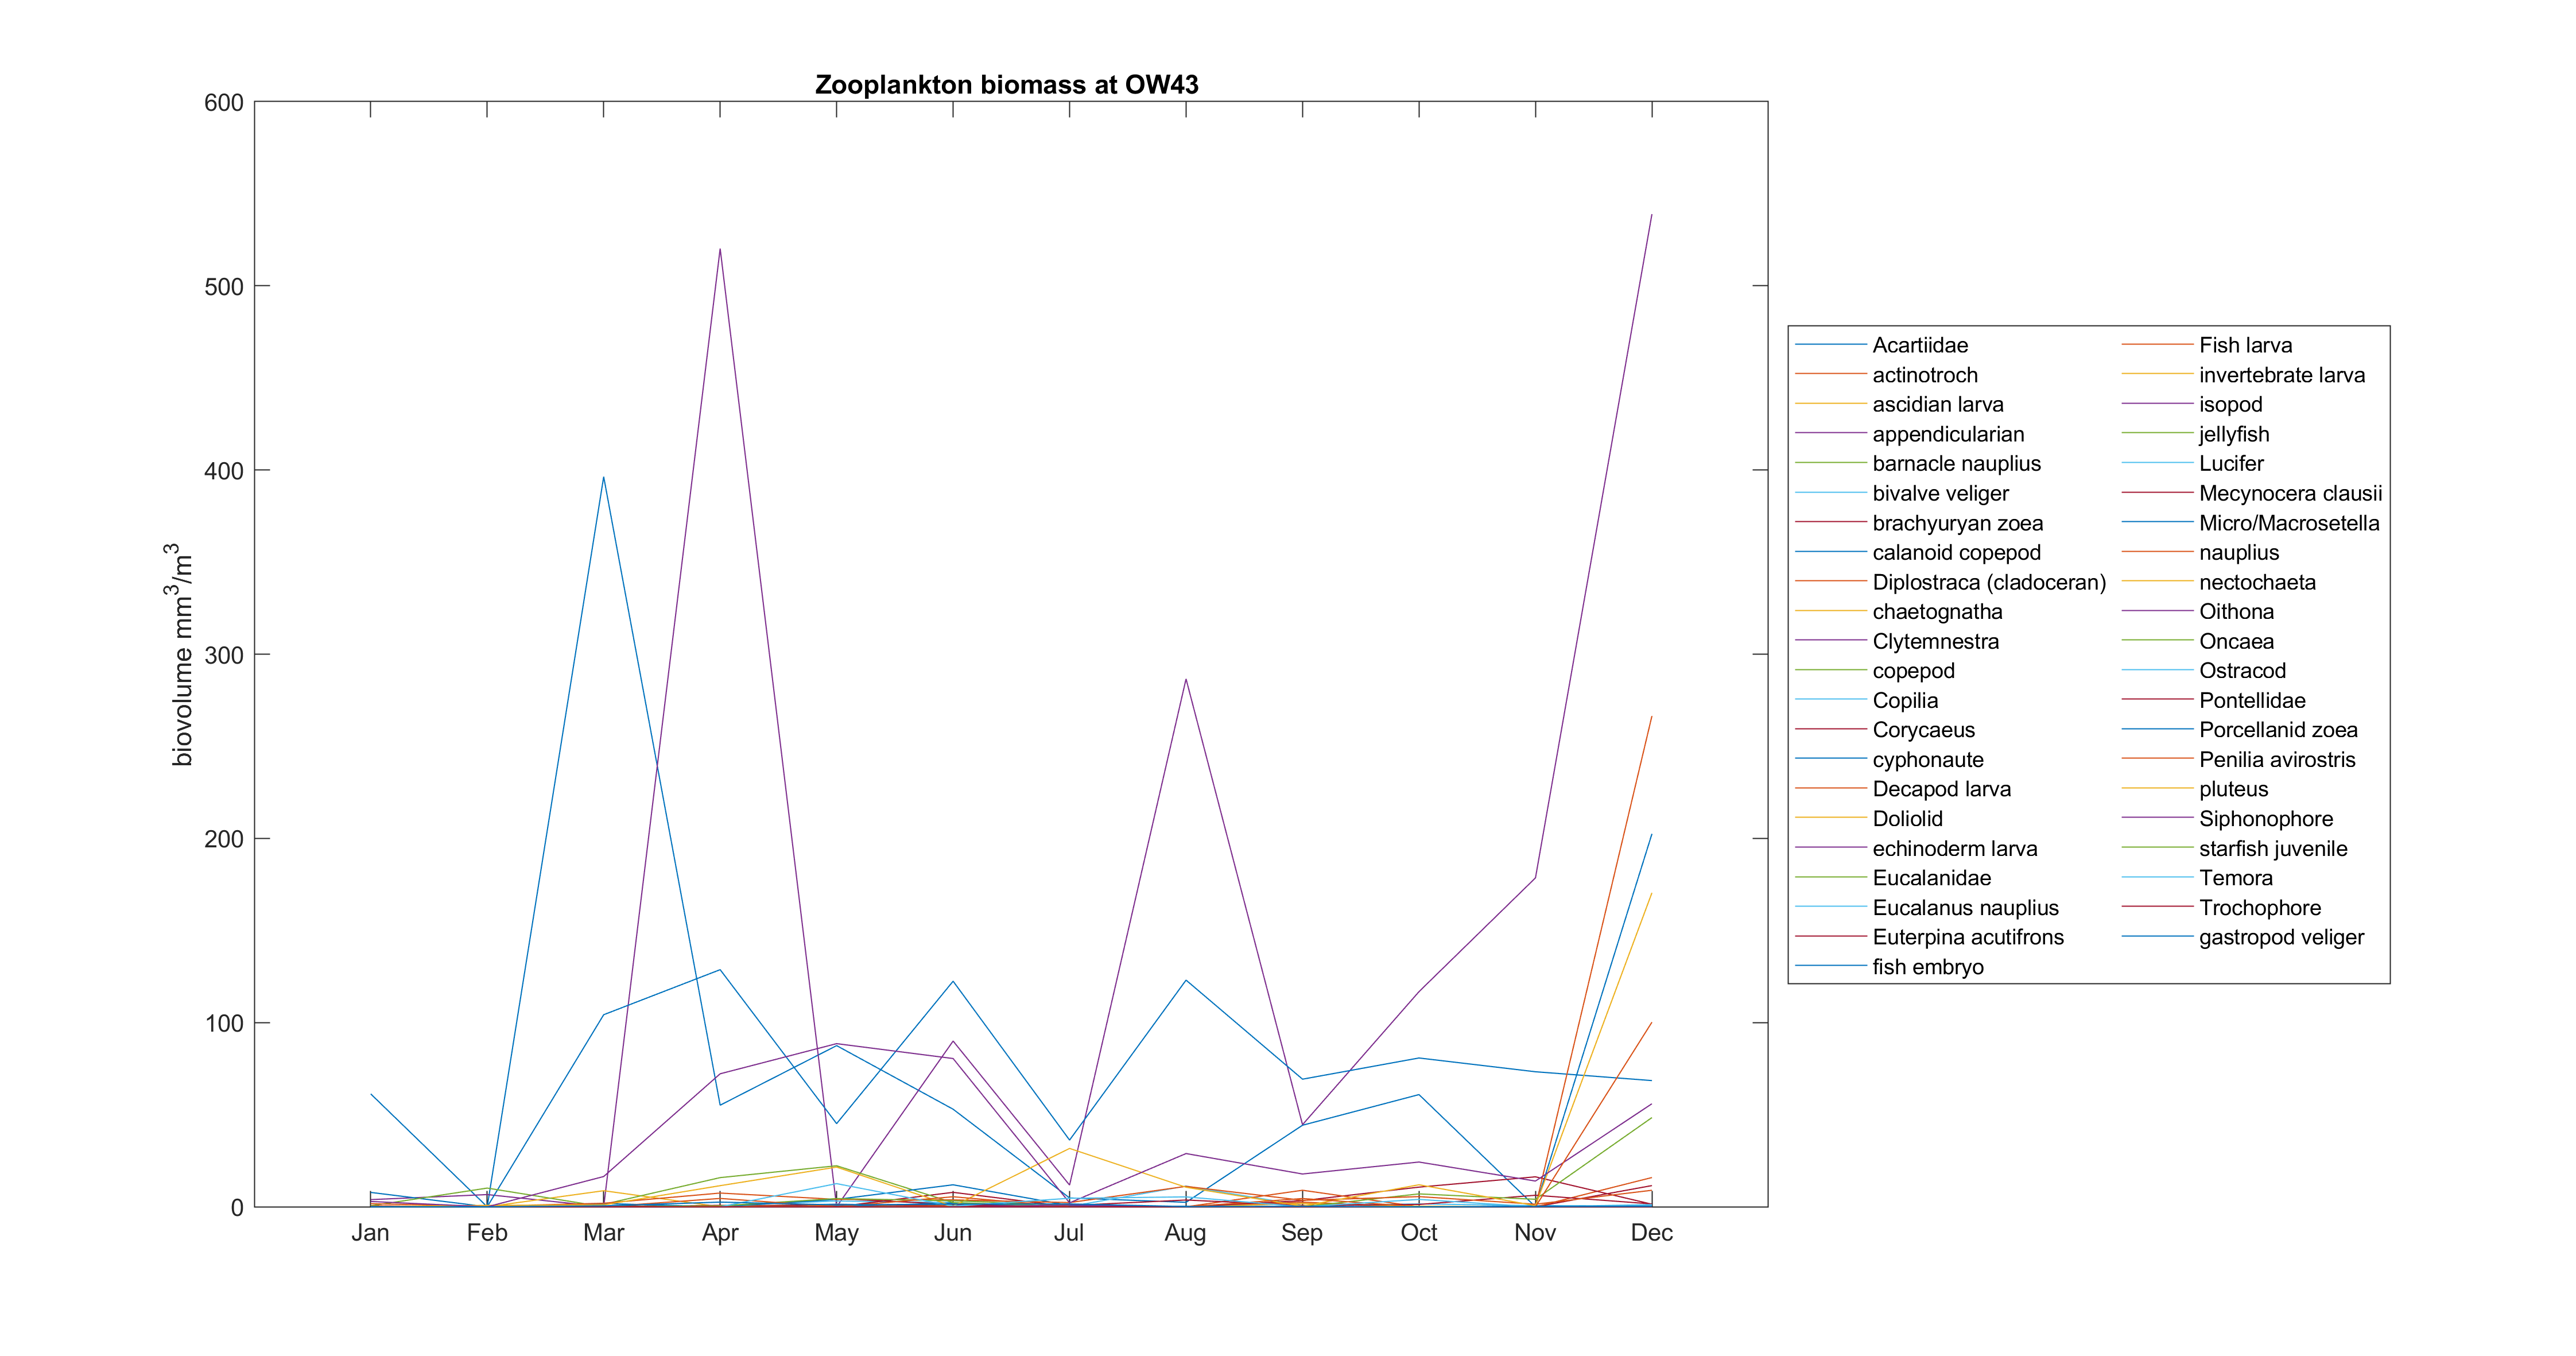 Zooplankton biomass at OW43
600
500
400
300
200
100
0
biovolume mm³/m³
Jan Feb Mar Apr May Jun Jul Aug Sep Oct Nov Dec
Acartiidae
actinotroch
ascidian larva
appendicularian
barnacle nauplius
bivalve veliger
brachyuryan zoea
calanoid copepod
Diplostraca (cladoceran)
chaetognatha
Clytemnestra
copepod
Copilia
Corycaeus
cyphonaute
Decapod larva
Doliolid
echinoderm larva
Eucalanidae
Eucalanus nauplius
Euterpina acutifrons
fish embryo
Fish larva
invertebrate larva
isopod
jellyfish
Lucifer
Mecynocera clausii
Micro/Macrosetella
nauplius
nectochaeta
Oithona
Oncaea
Ostracod
Pontellidae
Porcellanid zoea
Penilia avirostris
pluteus
Siphonophore
starfish juvenile
Temora
Trochophore
gastropod veliger